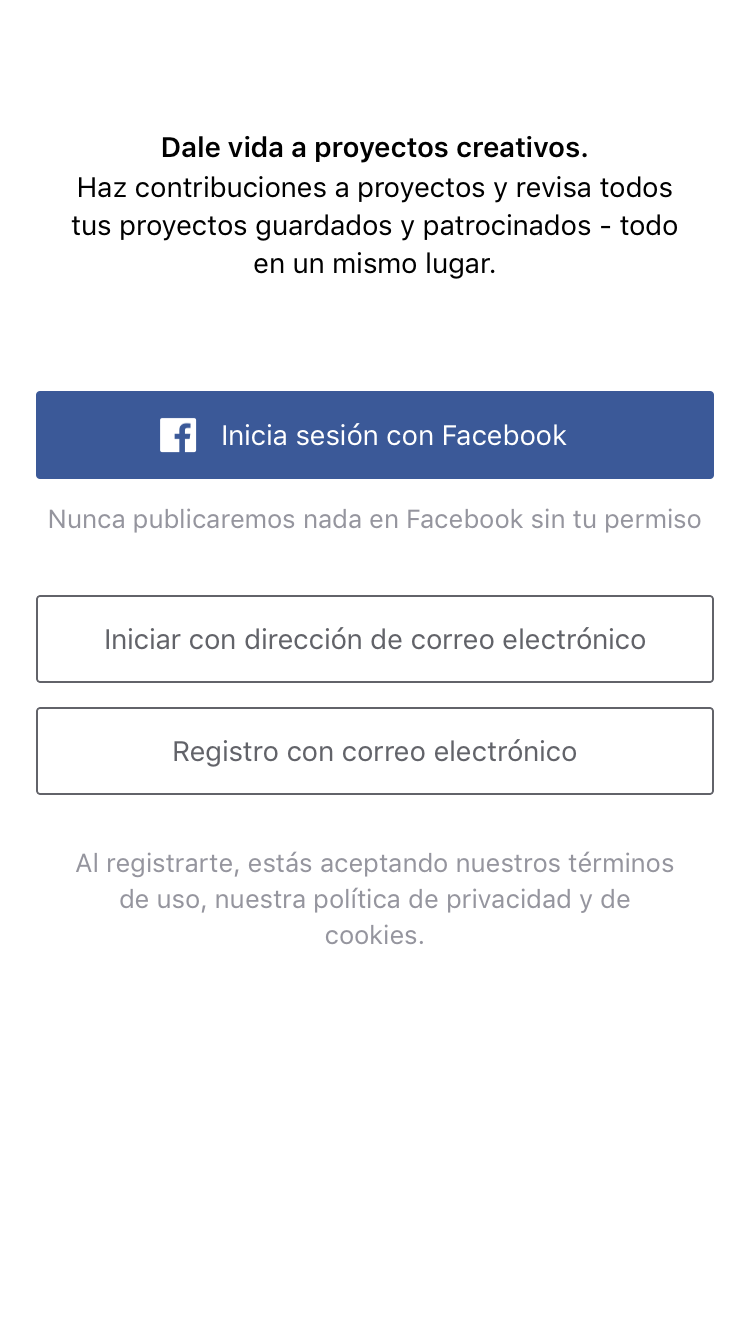 Dale vida a proyectos creativos.
Haz contribuciones a proyectos y revisa todos
tus proyectos guardados y patrocinados - todo
en un mismo lugar.
Inicia sesión con Facebook
Nunca publicaremos nada en Facebook sin tu permiso
Iniciar con dirección de correo electrónico
Registro con correo electrónico
Al registrarte, estás aceptando nuestros términos
de uso, nuestra política de privacidad y de
cookies.